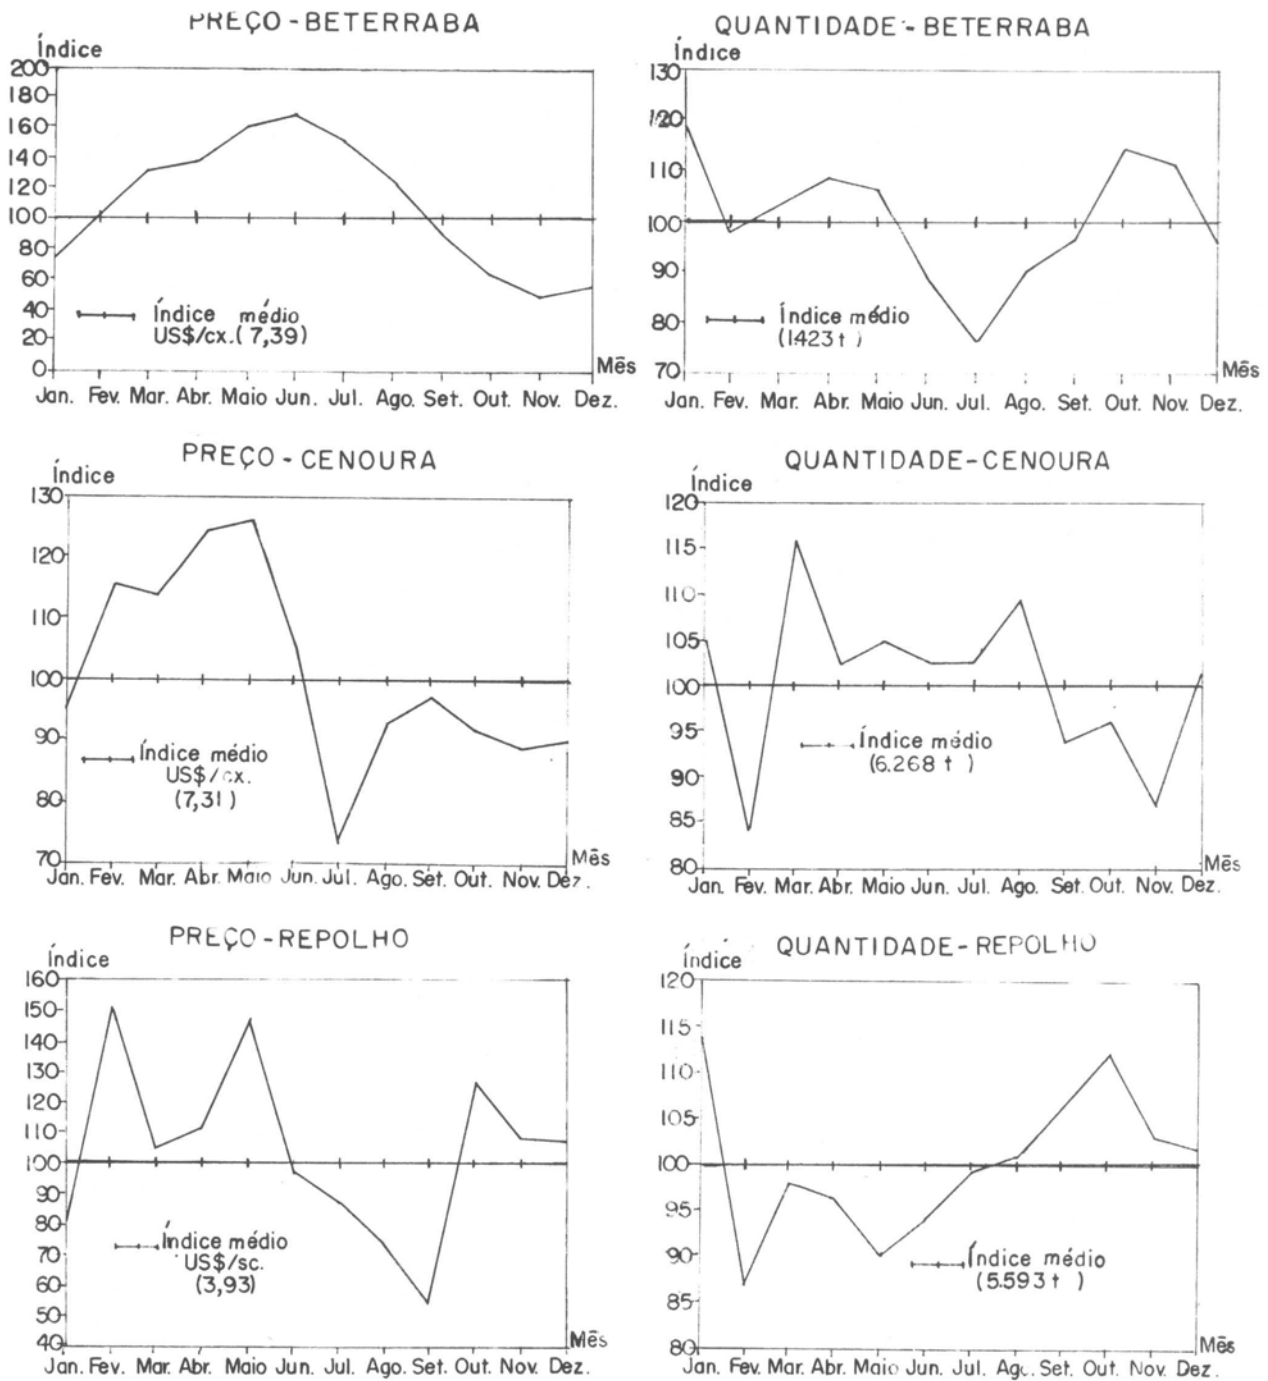 PREÇO - BETERRABA
Índice
200
180
160
140
120
100
80
60
40
20
0
Índice médio
US$/cx.( 7,39)
Mês
Jan. Fev. Mar. Abr. Maio Jun. Jul. Ago. Set. Out. Nov. Dez.
QUANTIDADE - BETERRABA
Índice
130
120
110
100
90
80
70
Índice médio
(1423 t )
Mês
Jan. Fev. Mar. Abr. Maio Jun. Jul. Ago. Set. Out. Nov. Dez.
PREÇO - CENOURA
Índice
130
120
110
100
90
80
70
Índice médio
US$/cx.
(7,31 )
Mês
Jan. Fev. Mar. Abr. Maio Jun. Jul. Ago. Set. Out. Nov. Dez.
QUANTIDADE-CENOURA
Índice
120
115
110
105
100
95
90
85
80
Índice médio
(6.268 t )
Mês
Jan. Fev. Mar. Abr. Maio Jun. Jul. Ago. Set. Out. Nov. Dez.
PREÇO -REPOLHO
Índice
160
150
140
130
120
110
100
90
80
70
60
50
40
Índice médio
US$/sc.
(3,93)
Mês
Jan. Fev. Mar. Abr. Maio Jun. Jul. Ago. Set. Out. Nov. Dez.
QUANTIDADE- REPOLHO
Índice
120
115
110
105
100
95
90
85
80
Índice médio
(5.593 t )
Mês
Jan. Fev. Mar. Abr. Maio Jun. Jul. Ago. Set. Out. Nov. Dez.